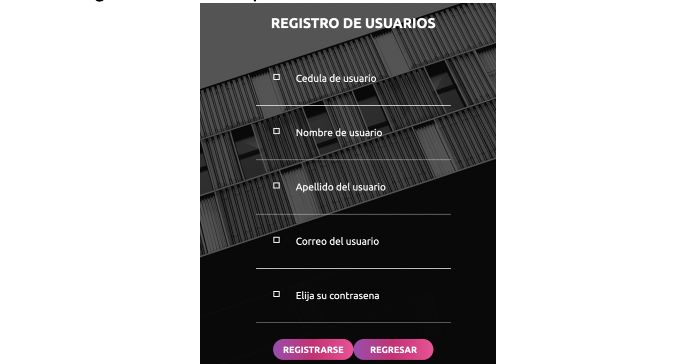 REGISTRO DE USUARIOS
Cedula de usuario
Nombre de usuario
Apellido del usuario
Correo del usuario
Elija su contrasena
REGISTRARSE REGRESAR